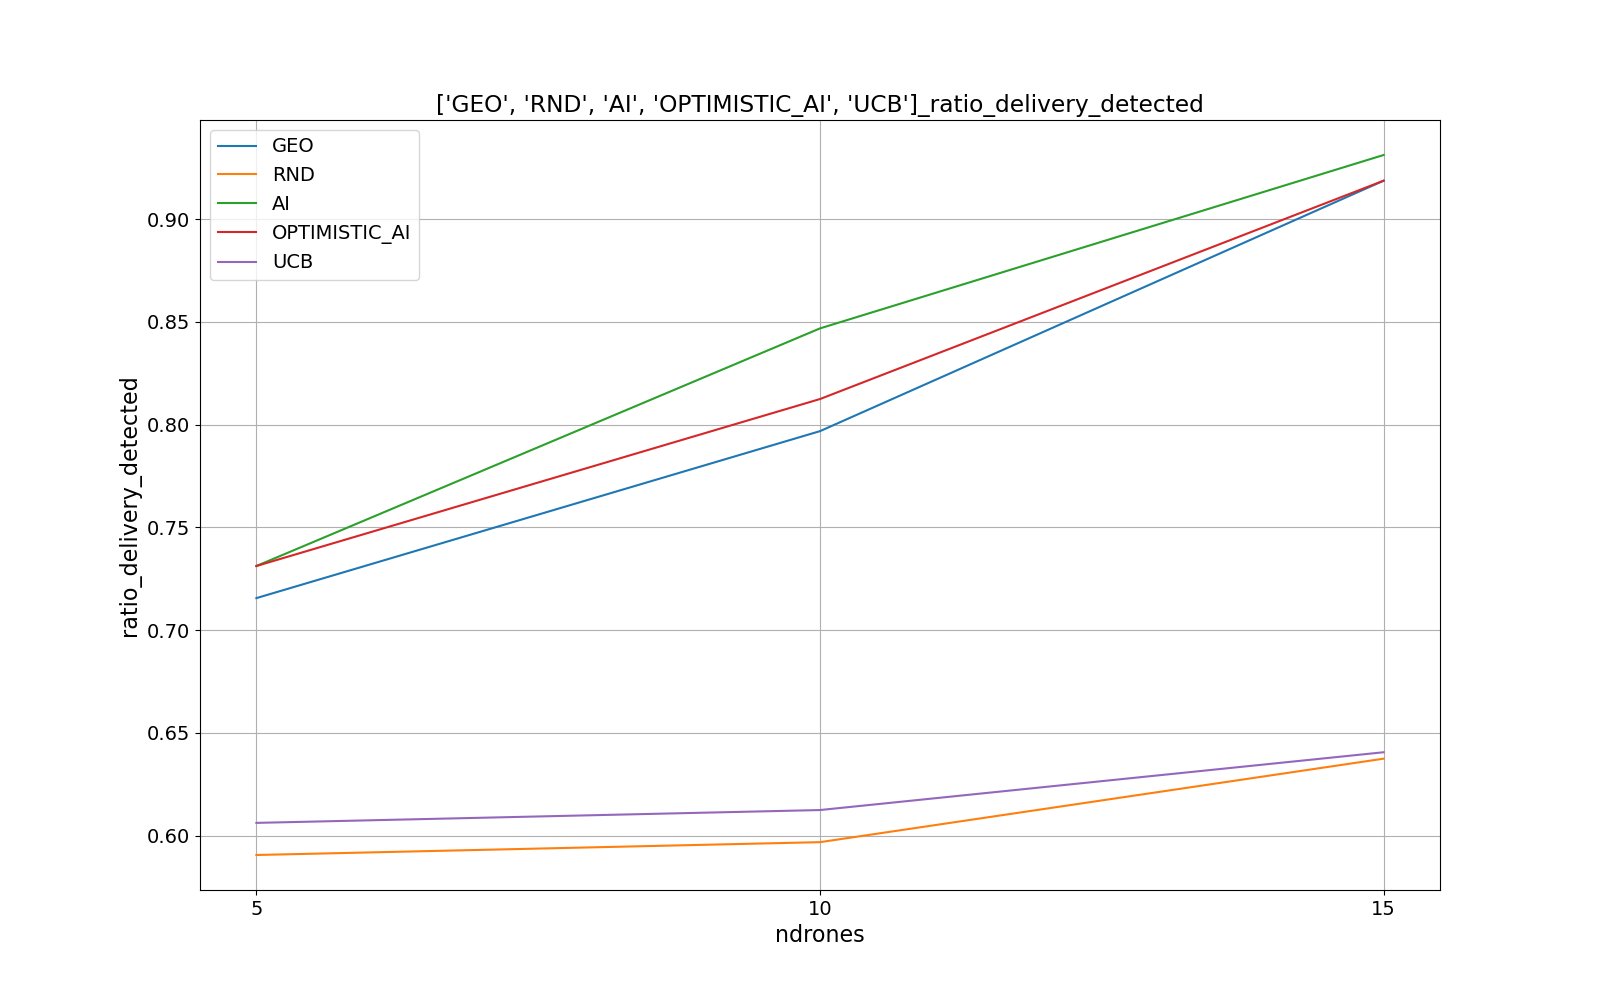 ['GEO', 'RND', 'AI', 'OPTIMISTIC_AI', 'UCB']_ratio_delivery_detected
GEO
RND
AI
OPTIMISTIC_AI
UCB
0.90
0.85
0.80
0.75
0.70
0.65
0.60
ratio_delivery_detected
5
10
15
ndrones